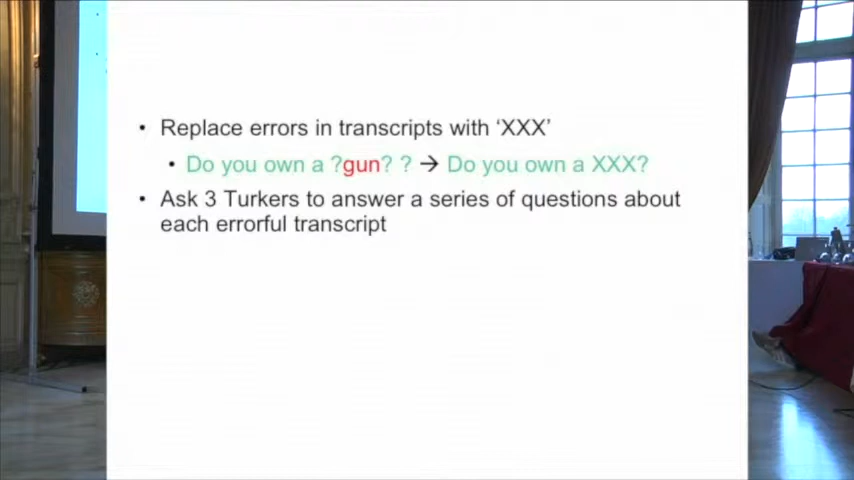 • Replace errors in transcripts with ‘XXX’
• Do you own a ?gun? ? → Do you own a XXX?
• Ask 3 Turkers to answer a series of questions about
each errorful transcript